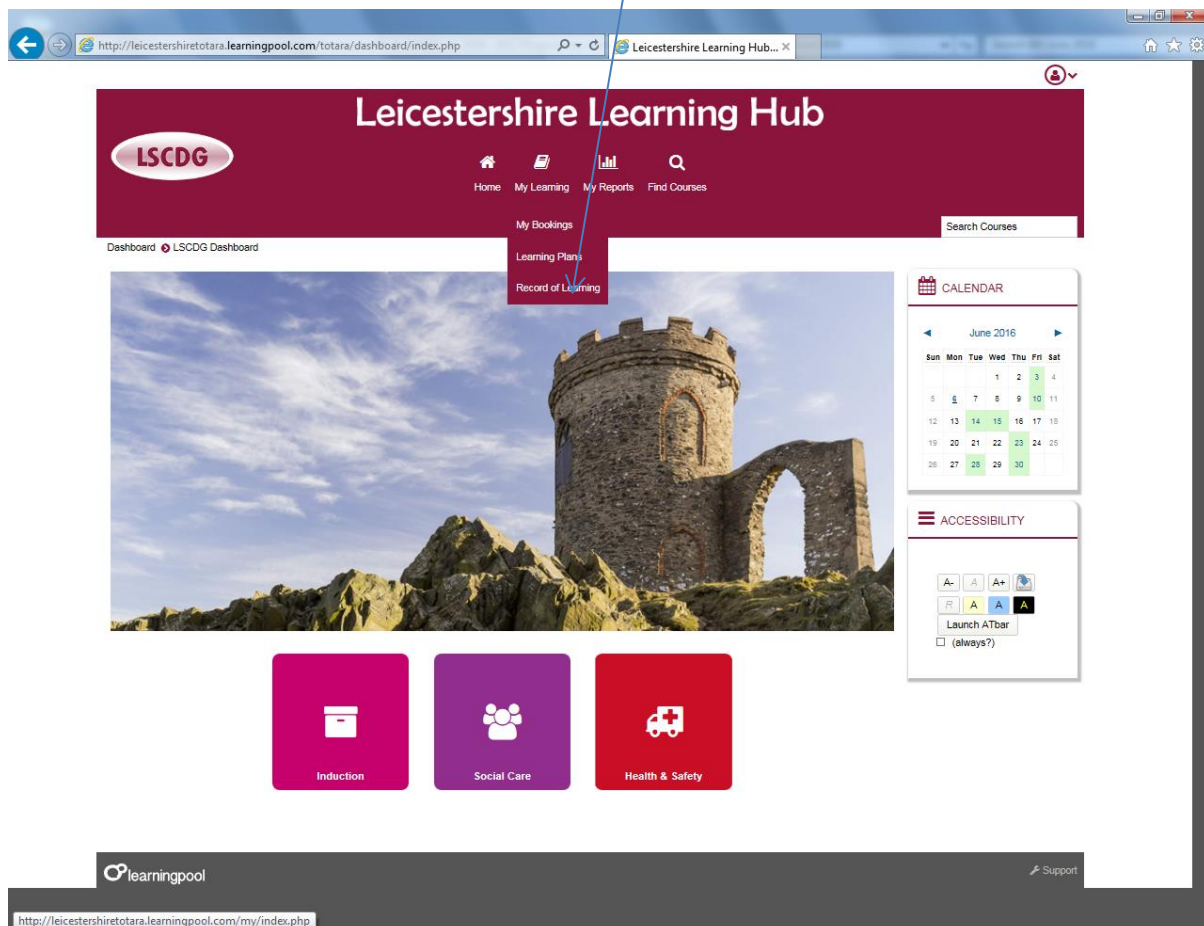 http://leicestershiretotara.learningpool.com/totara/dashboard/index.php
Leicestershire Learning Hub...
Leicestershire Learning Hub
LSCDG
Home My Learning My Reports Find Courses
My Bookings
Search Courses
Dashboard LSCDG Dashboard
Learning Plans
Record of Learning
CALENDAR
June 2016
Sun Mon Tue Wed Thu Fri Sat
1 2 3 4
5 6 7 8 9 10 11
12 13 14 15 16 17 18
19 20 21 22 23 24 25
26 27 28 29 30
ACCESSIBILITY
A- A A+
R A A A
Launch ATbar
(always?)
Induction Social Care Health & Safety
learningpool
Support
http://leicestershiretotara.learningpool.com/my/index.php